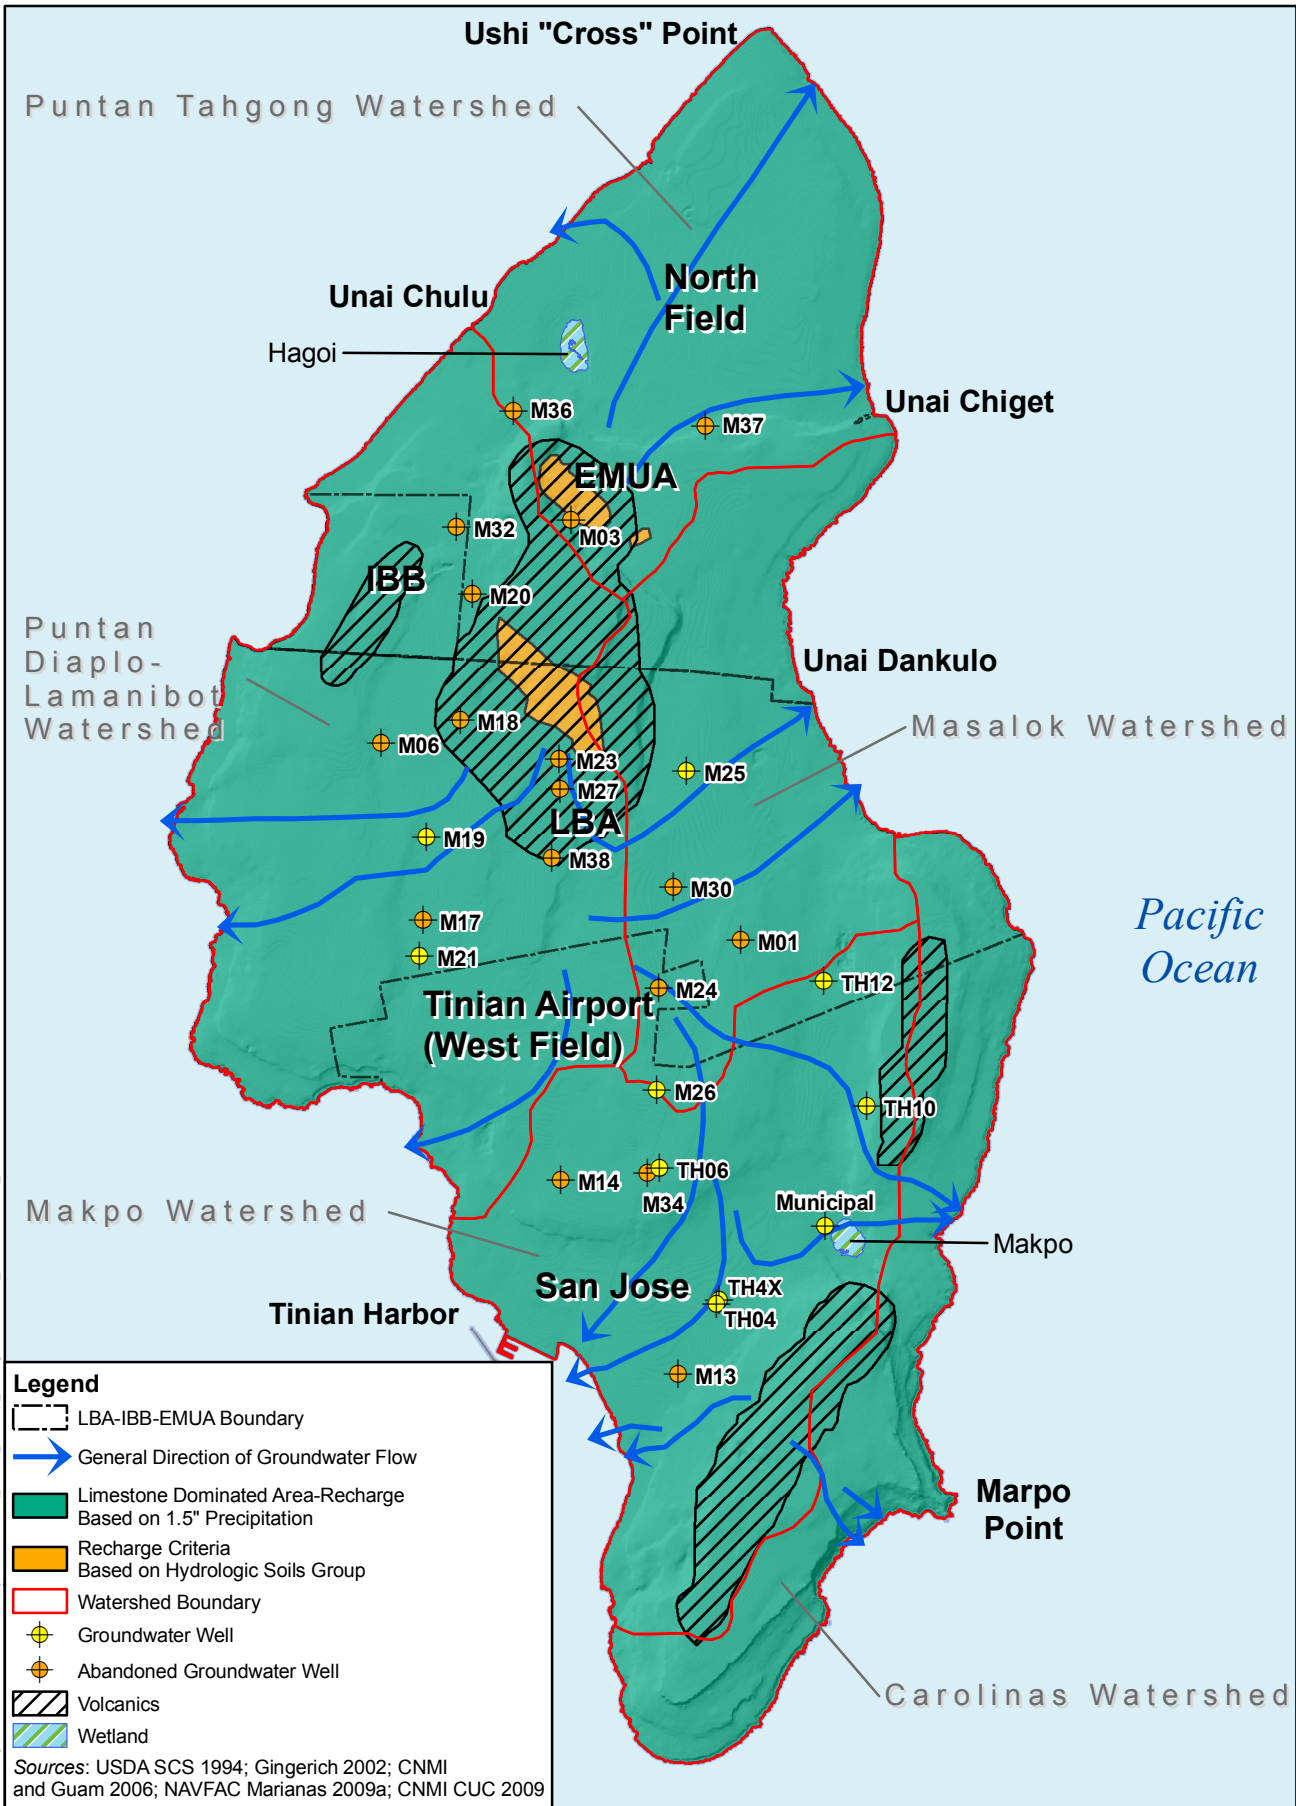 Ushi "Cross" Point
Puntan Tahgong Watershed
North
Field
Unai Chulu
Hagoi
Unai Chiget
M36
M37
EMUA
M32
M03
IBB
M20
Puntan
Diaplo-
Lamanibot
Watershed
Unai Dankulo
M18
M06
Masalok Watershed
M23
M25
M27
LBA
M19
M38
M30
M17
M01
Pacific
Ocean
M21
TH12
M24
Tinian Airport
(West Field)
M26
TH10
TH06
M14
M34
Municipal
Makpo Watershed
Makpo
San Jose
TH4X
TH04
Tinian Harbor
M13
Marpo
Point
Carolinas Watershed
Legend
LBA-IBB-EMUA Boundary
General Direction of Groundwater Flow
Limestone Dominated Area-Recharge
Based on 1.5" Precipitation
Recharge Criteria
Based on Hydrologic Soils Group
Watershed Boundary
Groundwater Well
Abandoned Groundwater Well
Volcanics
Wetland
Sources: USDA SCS 1994; Gingerich 2002; CNMI
and Guam 2006; NAVFAC Marianas 2009a; CNMI CUC 2009